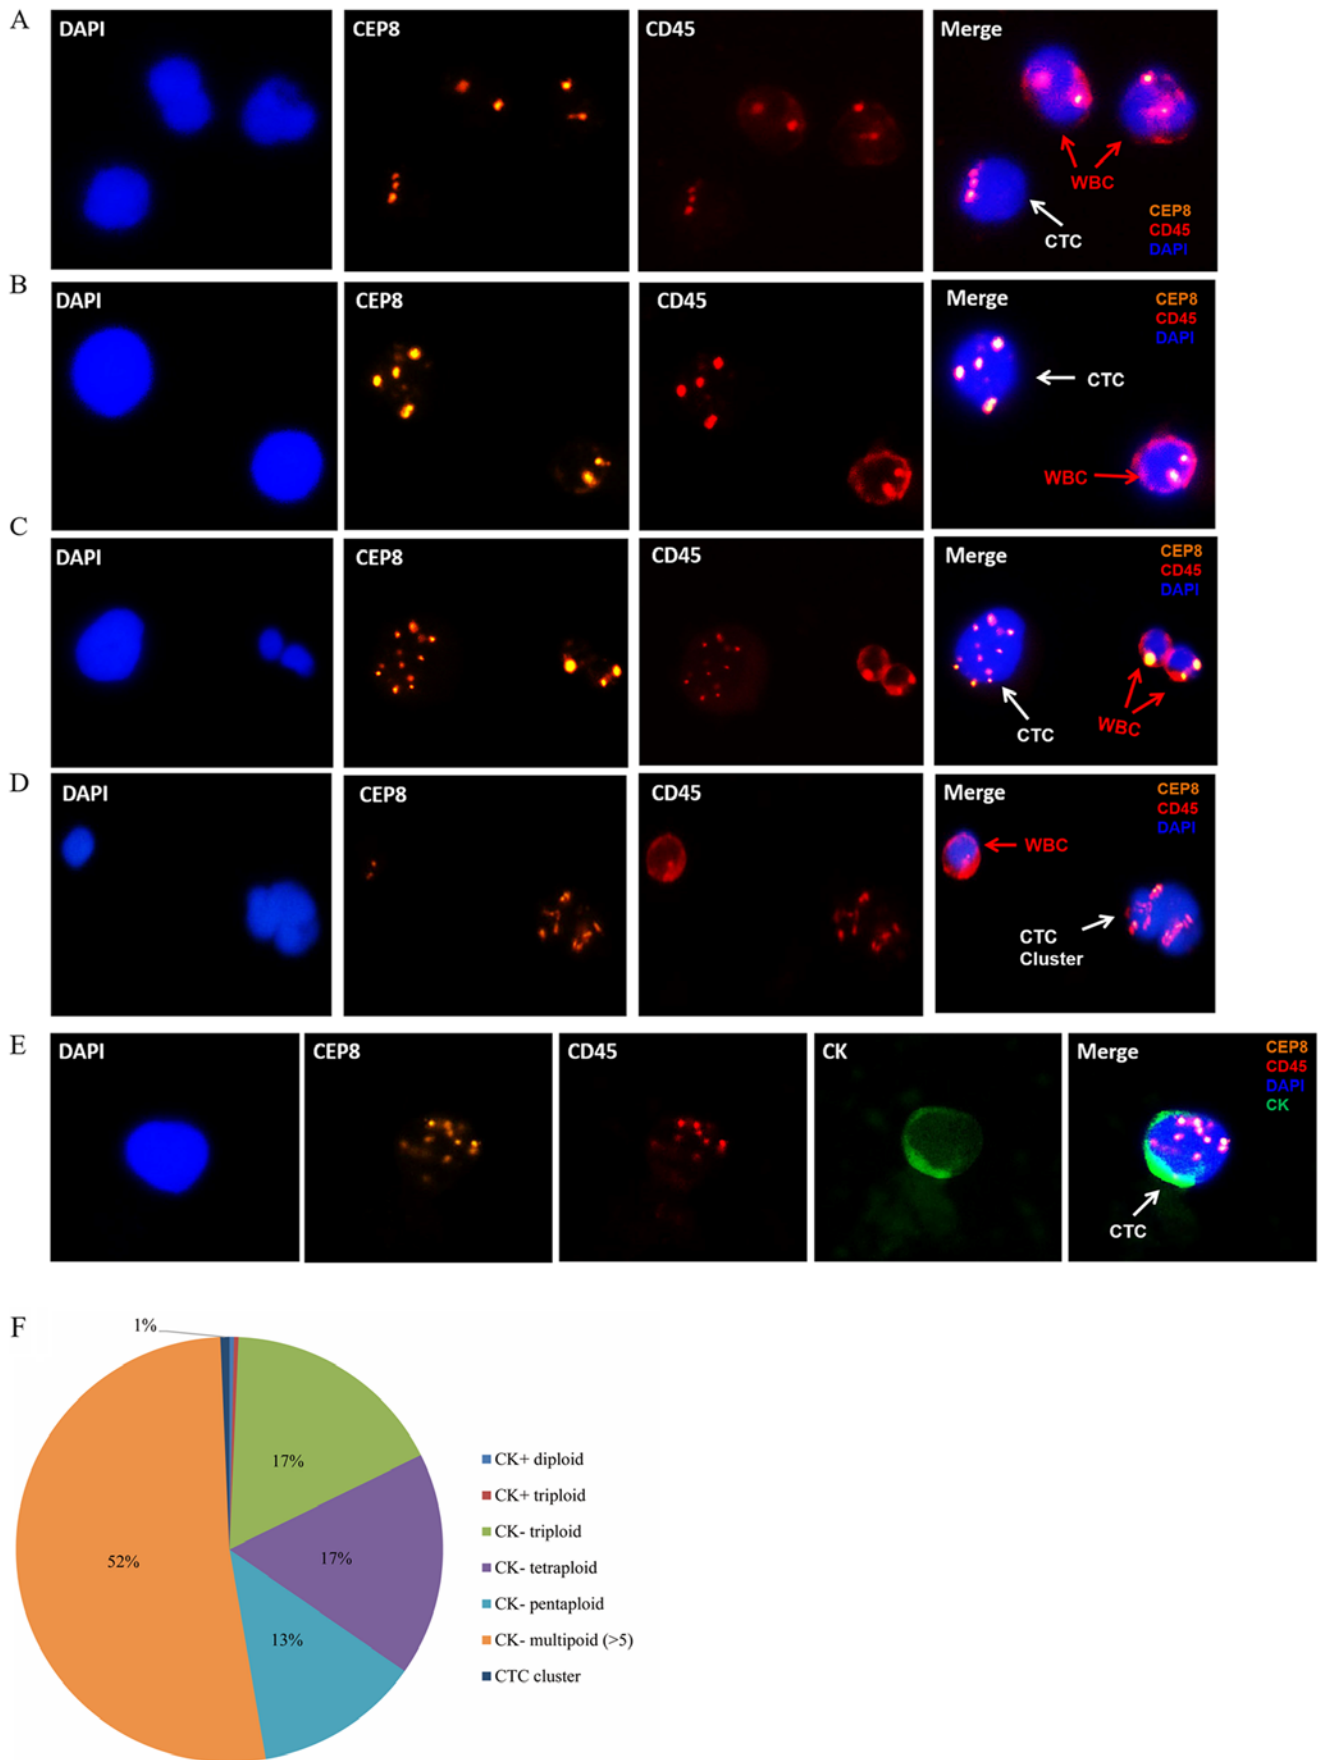 A
DAPI
CEP8
CD45
Merge
WBC
CTC
CEP8
CD45
DAPI
B
DAPI
CEP8
CD45
Merge
CEP8
CD45
DAPI
CTC
WBC
C
DAPI
CEP8
CD45
Merge
CEP8
CD45
DAPI
CTC
WBC
D
DAPI
CEP8
CD45
Merge
CEP8
CD45
DAPI
WBC
CTC
Cluster
E
DAPI
CEP8
CD45
CK
Merge
CEP8
CD45
DAPI
CK
CTC
F
1%
17%
17%
13%
52%
CK+ diploid
CK+ triploid
CK- triploid
CK- tetraploid
CK- pentaploid
CK- multipoid (>5)
CTC cluster